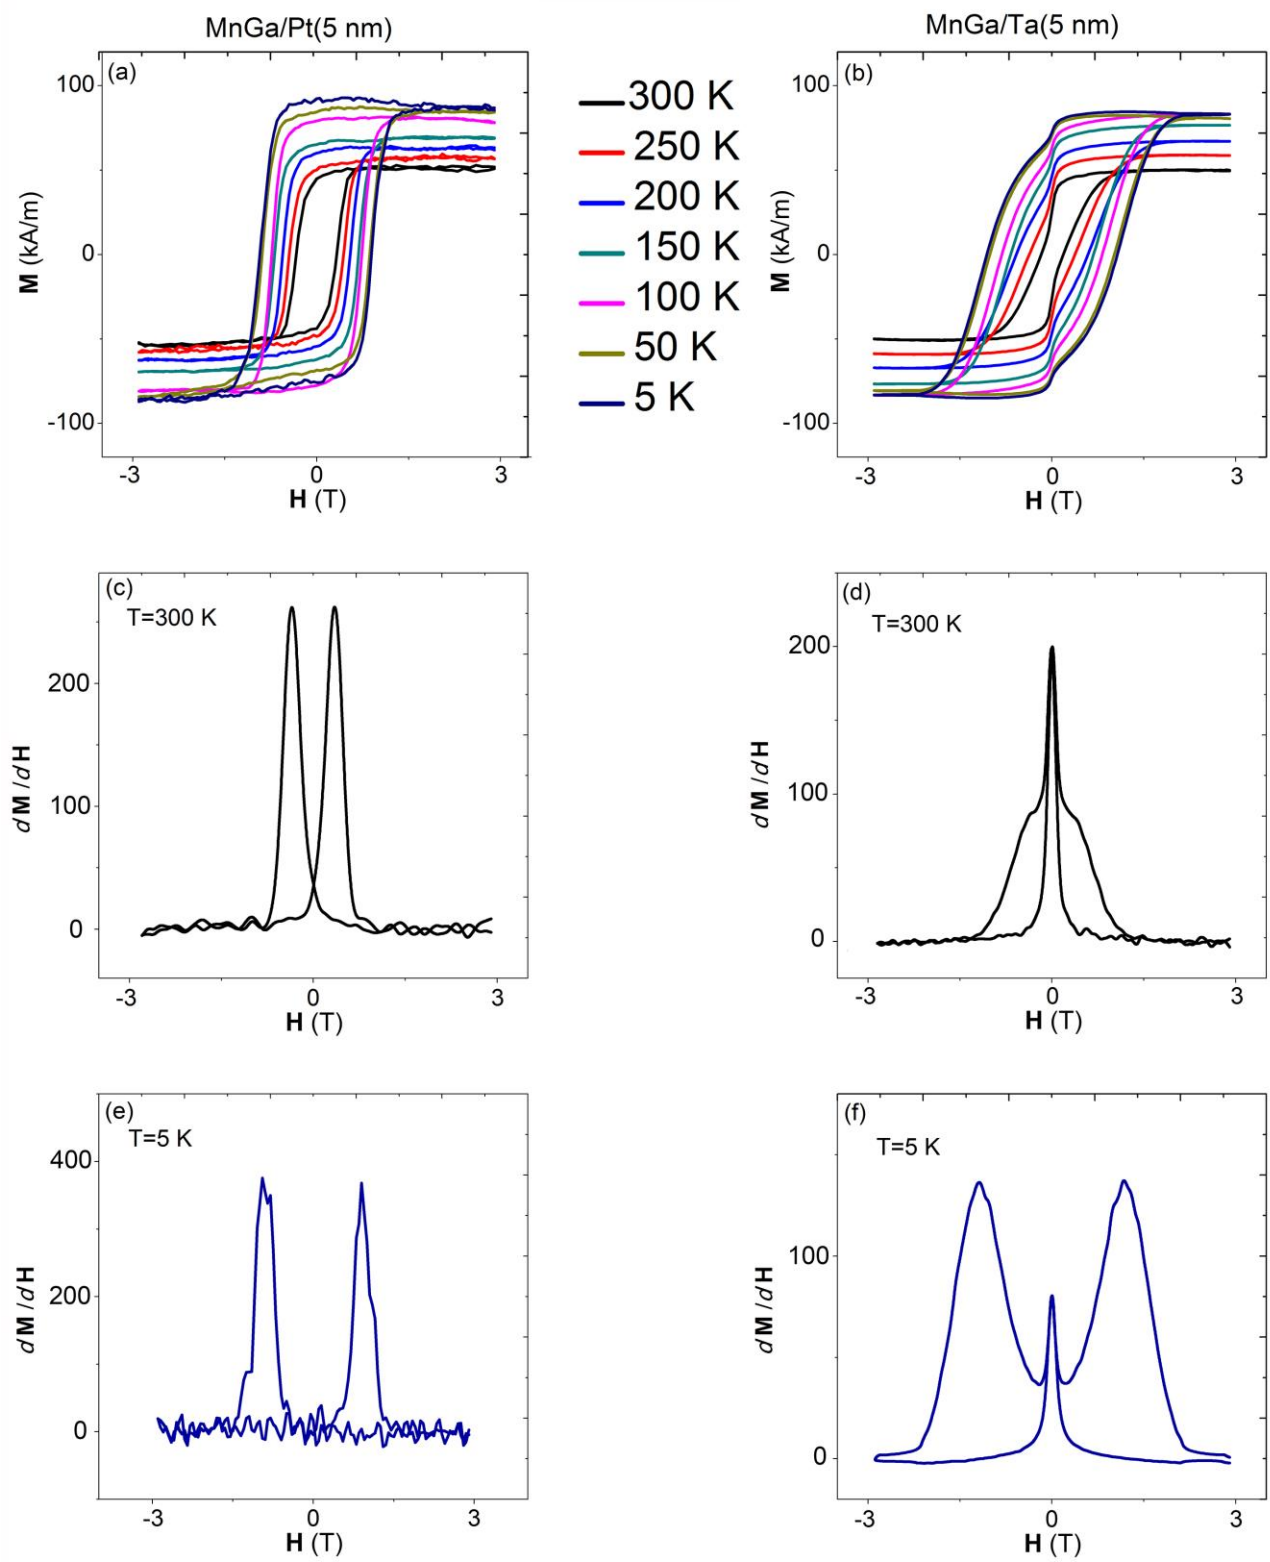 MnGa/Pt(5 nm)
MnGa/Ta(5 nm)
(a)
100
0
-100
M (kA/m)
-3 0 3
H (T)
300 K
250 K
200 K
150 K
100 K
50 K
5 K
(b)
100
0
-100
M (kA/m)
-3 0 3
H (T)
(c)
T=300 K
200
100
0
dM/dH
-3 0 3
H (T)
(d)
T=300 K
200
100
0
dM/dH
-3 0 3
H (T)
(e)
T=5 K
400
200
0
dM/dH
-3 0 3
H (T)
(f)
T=5 K
100
0
dM/dH
-3 0 3
H (T)